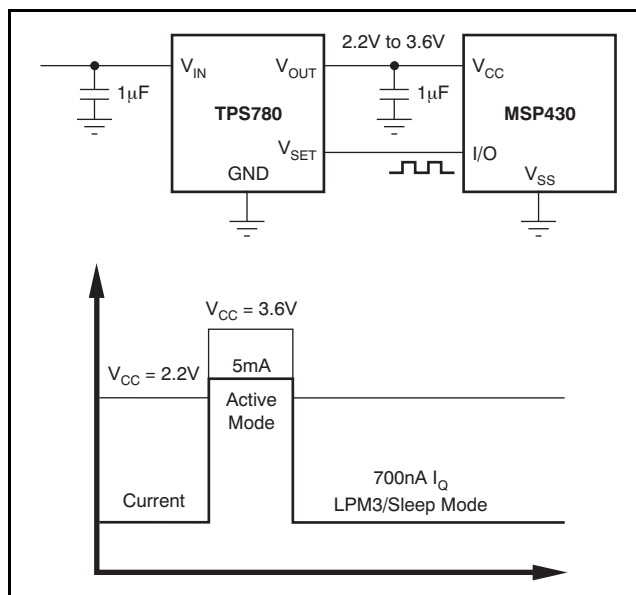 2.2V to 3.6V
V_IN
V_OUT
V_CC
1μF
TPS780
1μF
MSP430
V_SET
I/O
GND
V_SS
V_CC = 3.6V
V_CC = 2.2V
5mA
Active
Mode
700nA I_Q
Current
LPM3/Sleep Mode